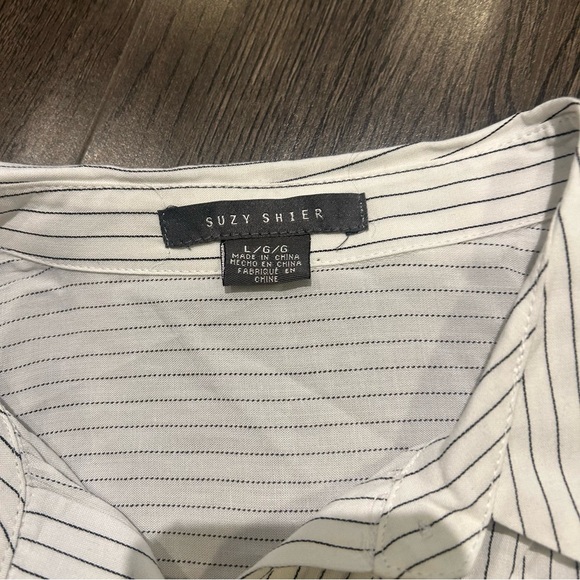 SUZY SHIER
L/G/G
MADE IN CHINA
HECHO EN CHINA
FABRIQUÉ EN
CHINE